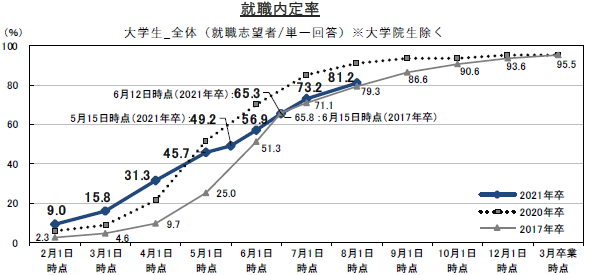 就職内定率
大学生_全体（就職志望者/単一回答）※大学院生除く
(%)
100
80
60
40
20
0
9.0
15.8
31.3
45.7
49.2
56.9
65.3
73.2
81.2
5月15日時点(2021年卒) :
6月12日時点(2021年卒) :
65.8 : 6月15日時点(2017年卒)
2.3
4.6
9.7
25.0
51.3
71.1
79.3
86.6
90.6
93.6
95.5
2021年卒
2020年卒
2017年卒
2月1日 3月1日 4月1日 5月1日 6月1日 7月1日 8月1日 9月1日 10月1日 12月1日 3月卒業
時点 時点 時点 時点 時点 時点 時点 時点 時点 時点 時点